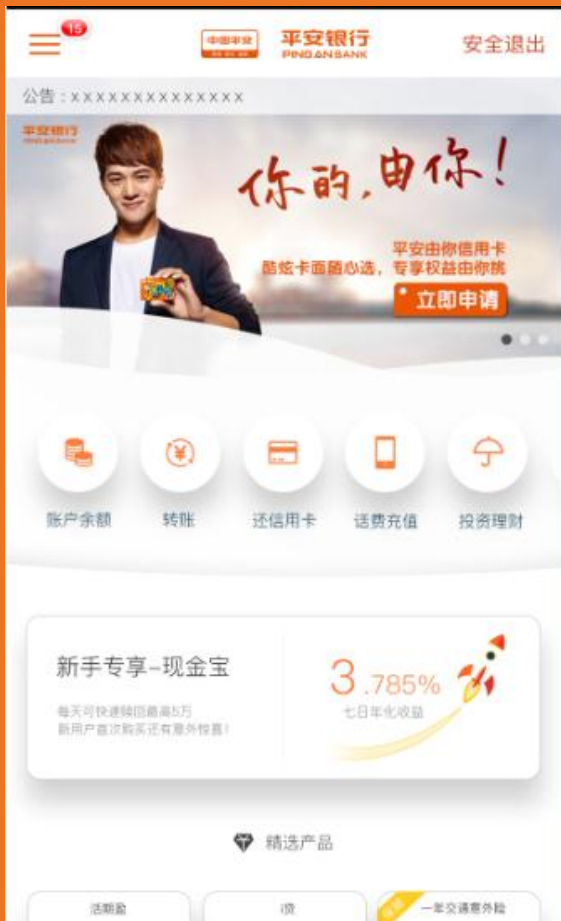 15
中国平安
平安银行
PING AN BANK
安全退出
公告：xxxxxxxxxxxxxx
平安银行
你的，由你！
平安由你信用卡
酷炫卡面随心选，专享权益由你挑
立即申请
账户余额
转账
还信用卡
话费充值
投资理财
新手专享-现金宝
每天可快速赎回最高5万
新用户首次购买还有意外惊喜！
3.785%
七日年化收益
精选产品
活期盈
i贷
一年交通意外险